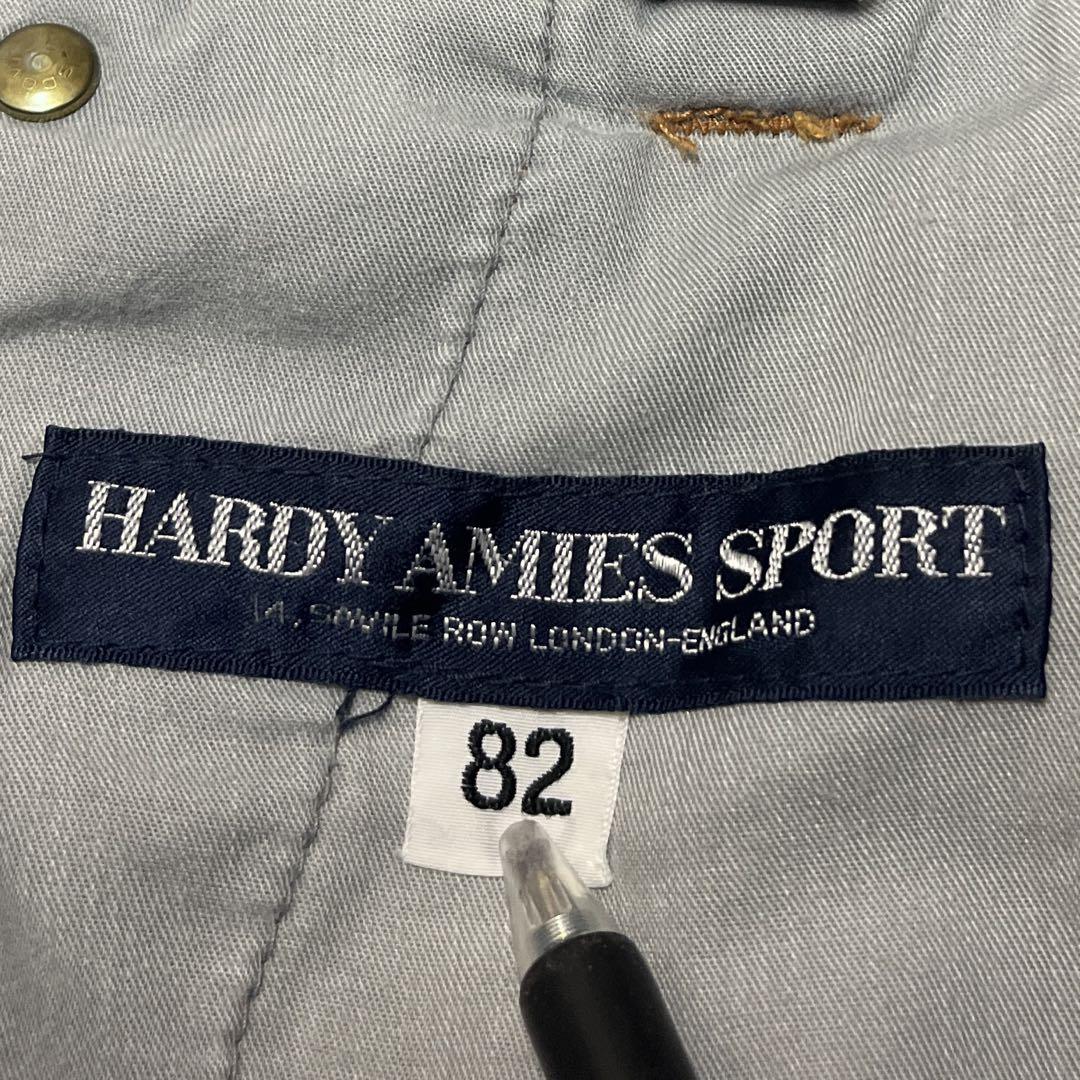 HARDY AMIES SPORT
14, SAVILE ROW LONDON-ENGLAND
82